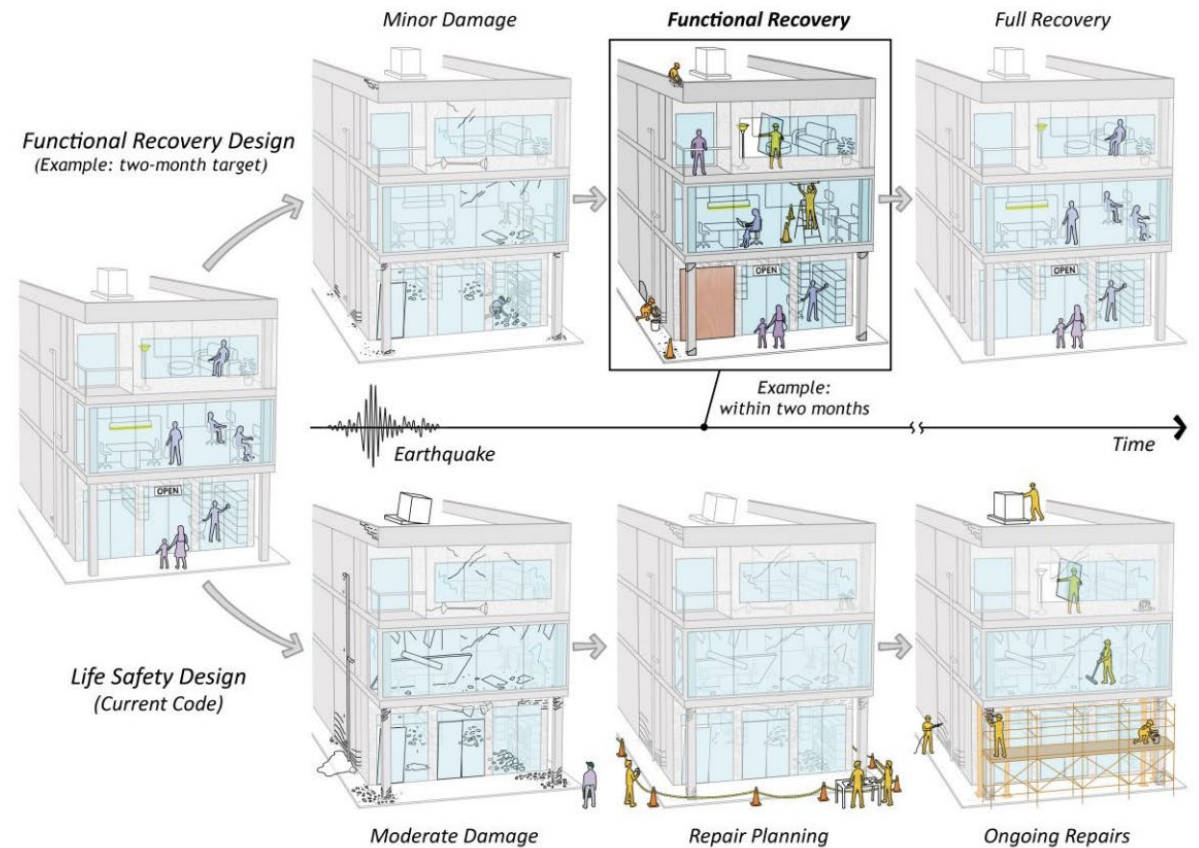 Minor Damage
Functional Recovery
Full Recovery
Functional Recovery Design
(Example: two-month target)
OPEN
OPEN
OPEN
Example:
within two months
Earthquake
Time
Life Safety Design
(Current Code)
Moderate Damage
Repair Planning
Ongoing Repairs